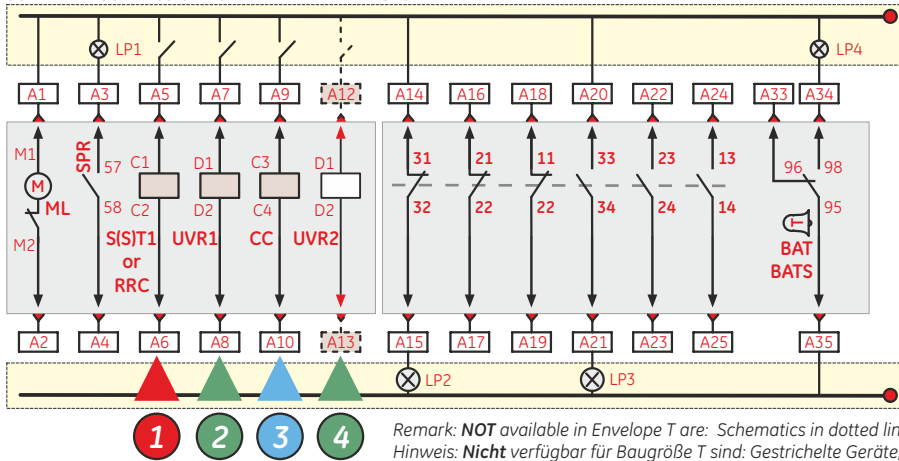 LP1
LP4
A1 A3 A5 A7 A9 A12 A14 A16 A18 A20 A22 A24 A33 A34
M1 SPR 57 C1 D1 C3 D1 31 21 11 33 23 13 96 98
M ML
58 C2 D2 C4 D2 32 22 22 34 24 14 95
M2 S(S)T1 UVR1 CC UVR2 T
or BAT
RRC BATS
A2 A4 A6 A8 A10 A13 A15 A17 A19 A21 A23 A25 A35
LP2 LP3
1 2 3 4
Remark: NOT available in Envelope T are: Schematics in dotted lin
Hinweis: Nicht verfügbar für Baugröße T sind: Gestrichelte Geräte,